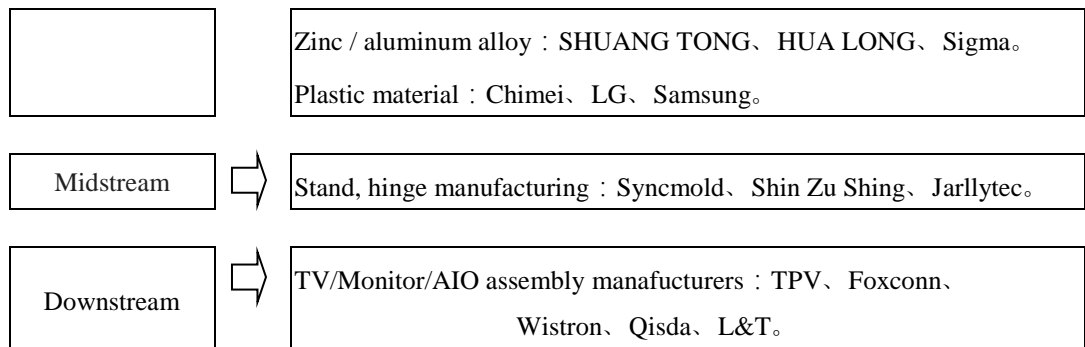 Zinc / aluminum alloy：SHUANG TONG、HUA LONG、Sigma。
Plastic material：Chimei、LG、Samsung。
Midstream
Stand, hinge manufacturing：Syncmold、Shin Zu Shing、Jarllytec。
Downstream
TV/Monitor/AIO assembly manafucturers：TPV、Foxconn、
Wistron、Qisda、L&T。